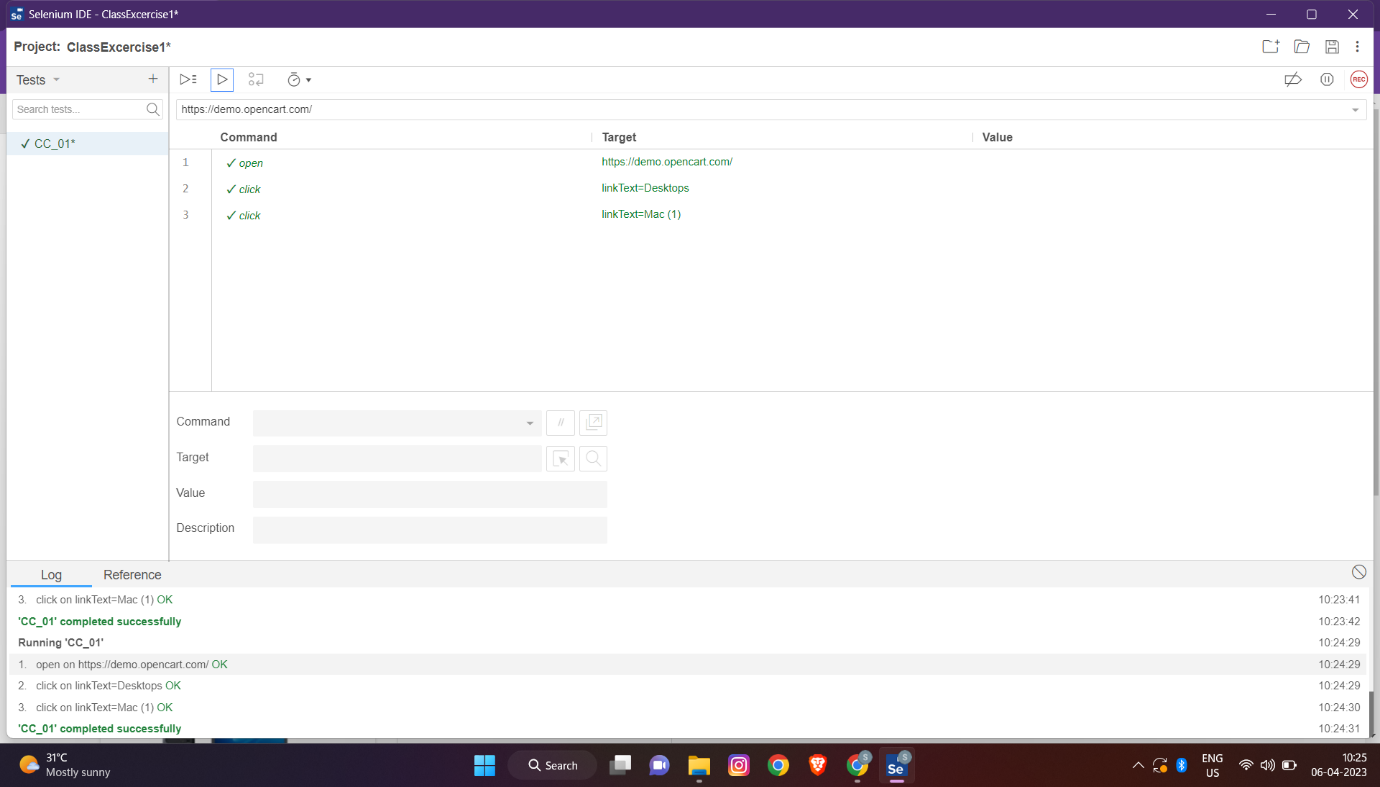 Se Selenium IDE - ClassExcercise1*
Project: ClassExcercise1*
Tests
Search tests...
✓ CC_01*
REC
https://demo.opencart.com/
Command Target Value
1 ✓ open https://demo.opencart.com/
2 ✓ click linkText=Desktops
3 ✓ click linkText=Mac (1)
Command //
Target
Value
Description
Log Reference
3. click on linkText=Mac (1) OK 10:23:41
'CC_01' completed successfully 10:23:42
Running 'CC_01' 10:24:29
1. open on https://demo.opencart.com/ OK 10:24:29
2. click on linkText=Desktops OK 10:24:29
3. click on linkText=Mac (1) OK 10:24:30
'CC_01' completed successfully 10:24:31
31°C
Mostly sunny
Search
S
Se S
ENG
US
10:25
06-04-2023